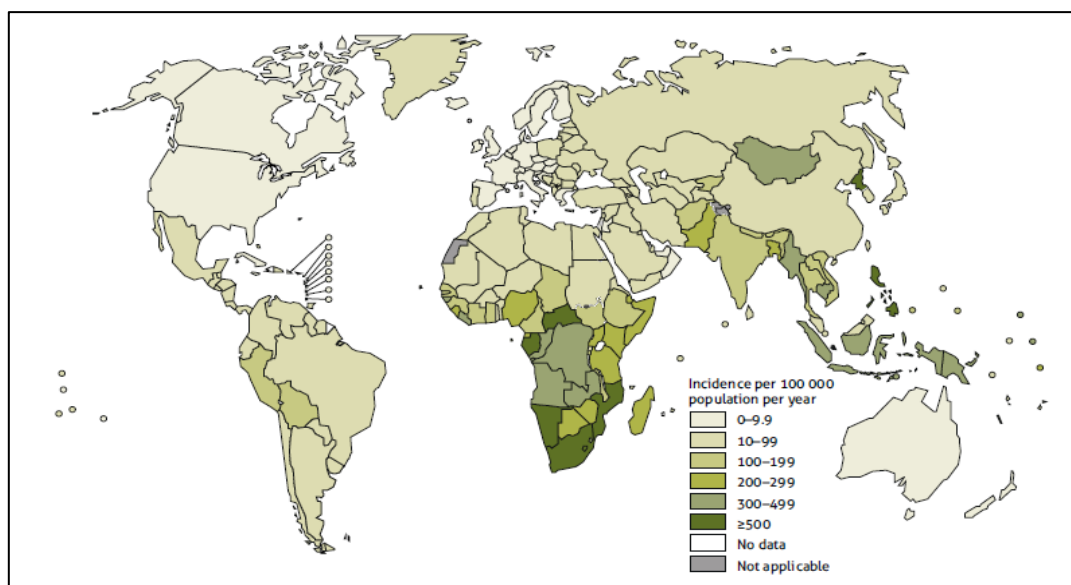 Incidence per 100 000
population per year
0–9.9
10–99
100–199
200–299
300–499
≥500
No data
Not applicable